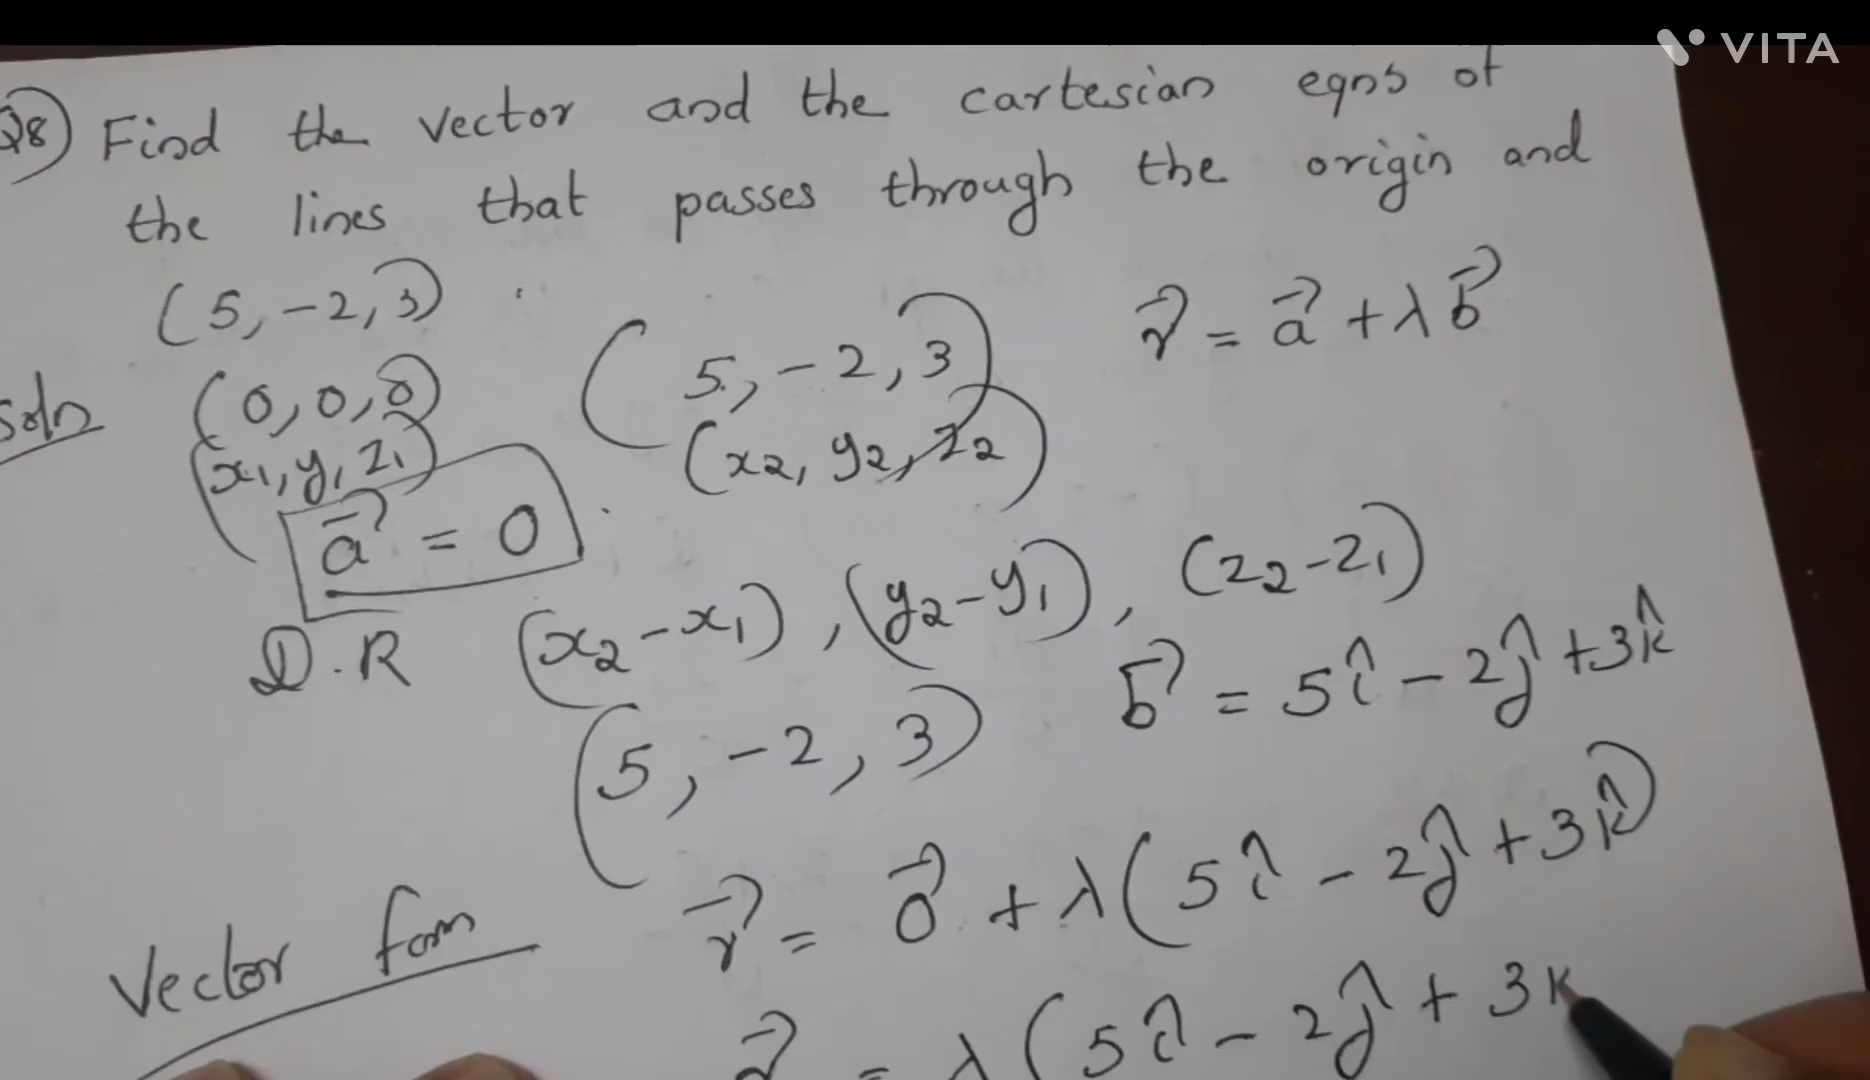 VITA
Q8) Find the vector and the cartesian eqns of
the lines that passes through the origin and
(5, -2, 3)
r⃗ = a⃗ + λb⃗
Soln (0, 0, 0) (5, -2, 3)
(x₁, y₁ z₁) (x₂, y₂, z₂)
a⃗ = 0
D.R (x₂ - x₁), (y₂ - y₁), (z₂ - z₁)
(5, -2, 3) b⃗ = 5î - 2ĵ + 3k̂
Vector form r⃗ = 0⃗ + λ(5î - 2ĵ + 3k̂)
r⃗ = λ(5î - 2ĵ + 3k